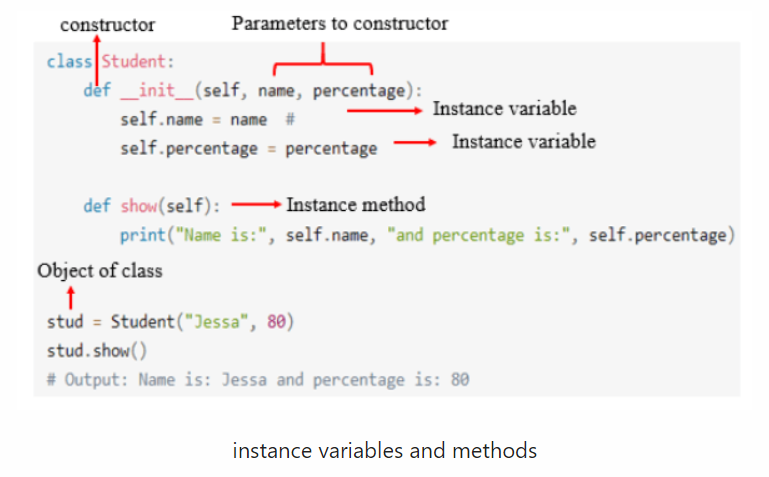 constructor Parameters to constructor
class Student:
def __init__(self, name, percentage):
self.name = name # Instance variable
self.percentage = percentage Instance variable
def show(self): Instance method
print("Name is:", self.name, "and percentage is:", self.percentage)
Object of class
stud = Student("Jessa", 80)
stud.show()
# Output: Name is: Jessa and percentage is: 80
instance variables and methods